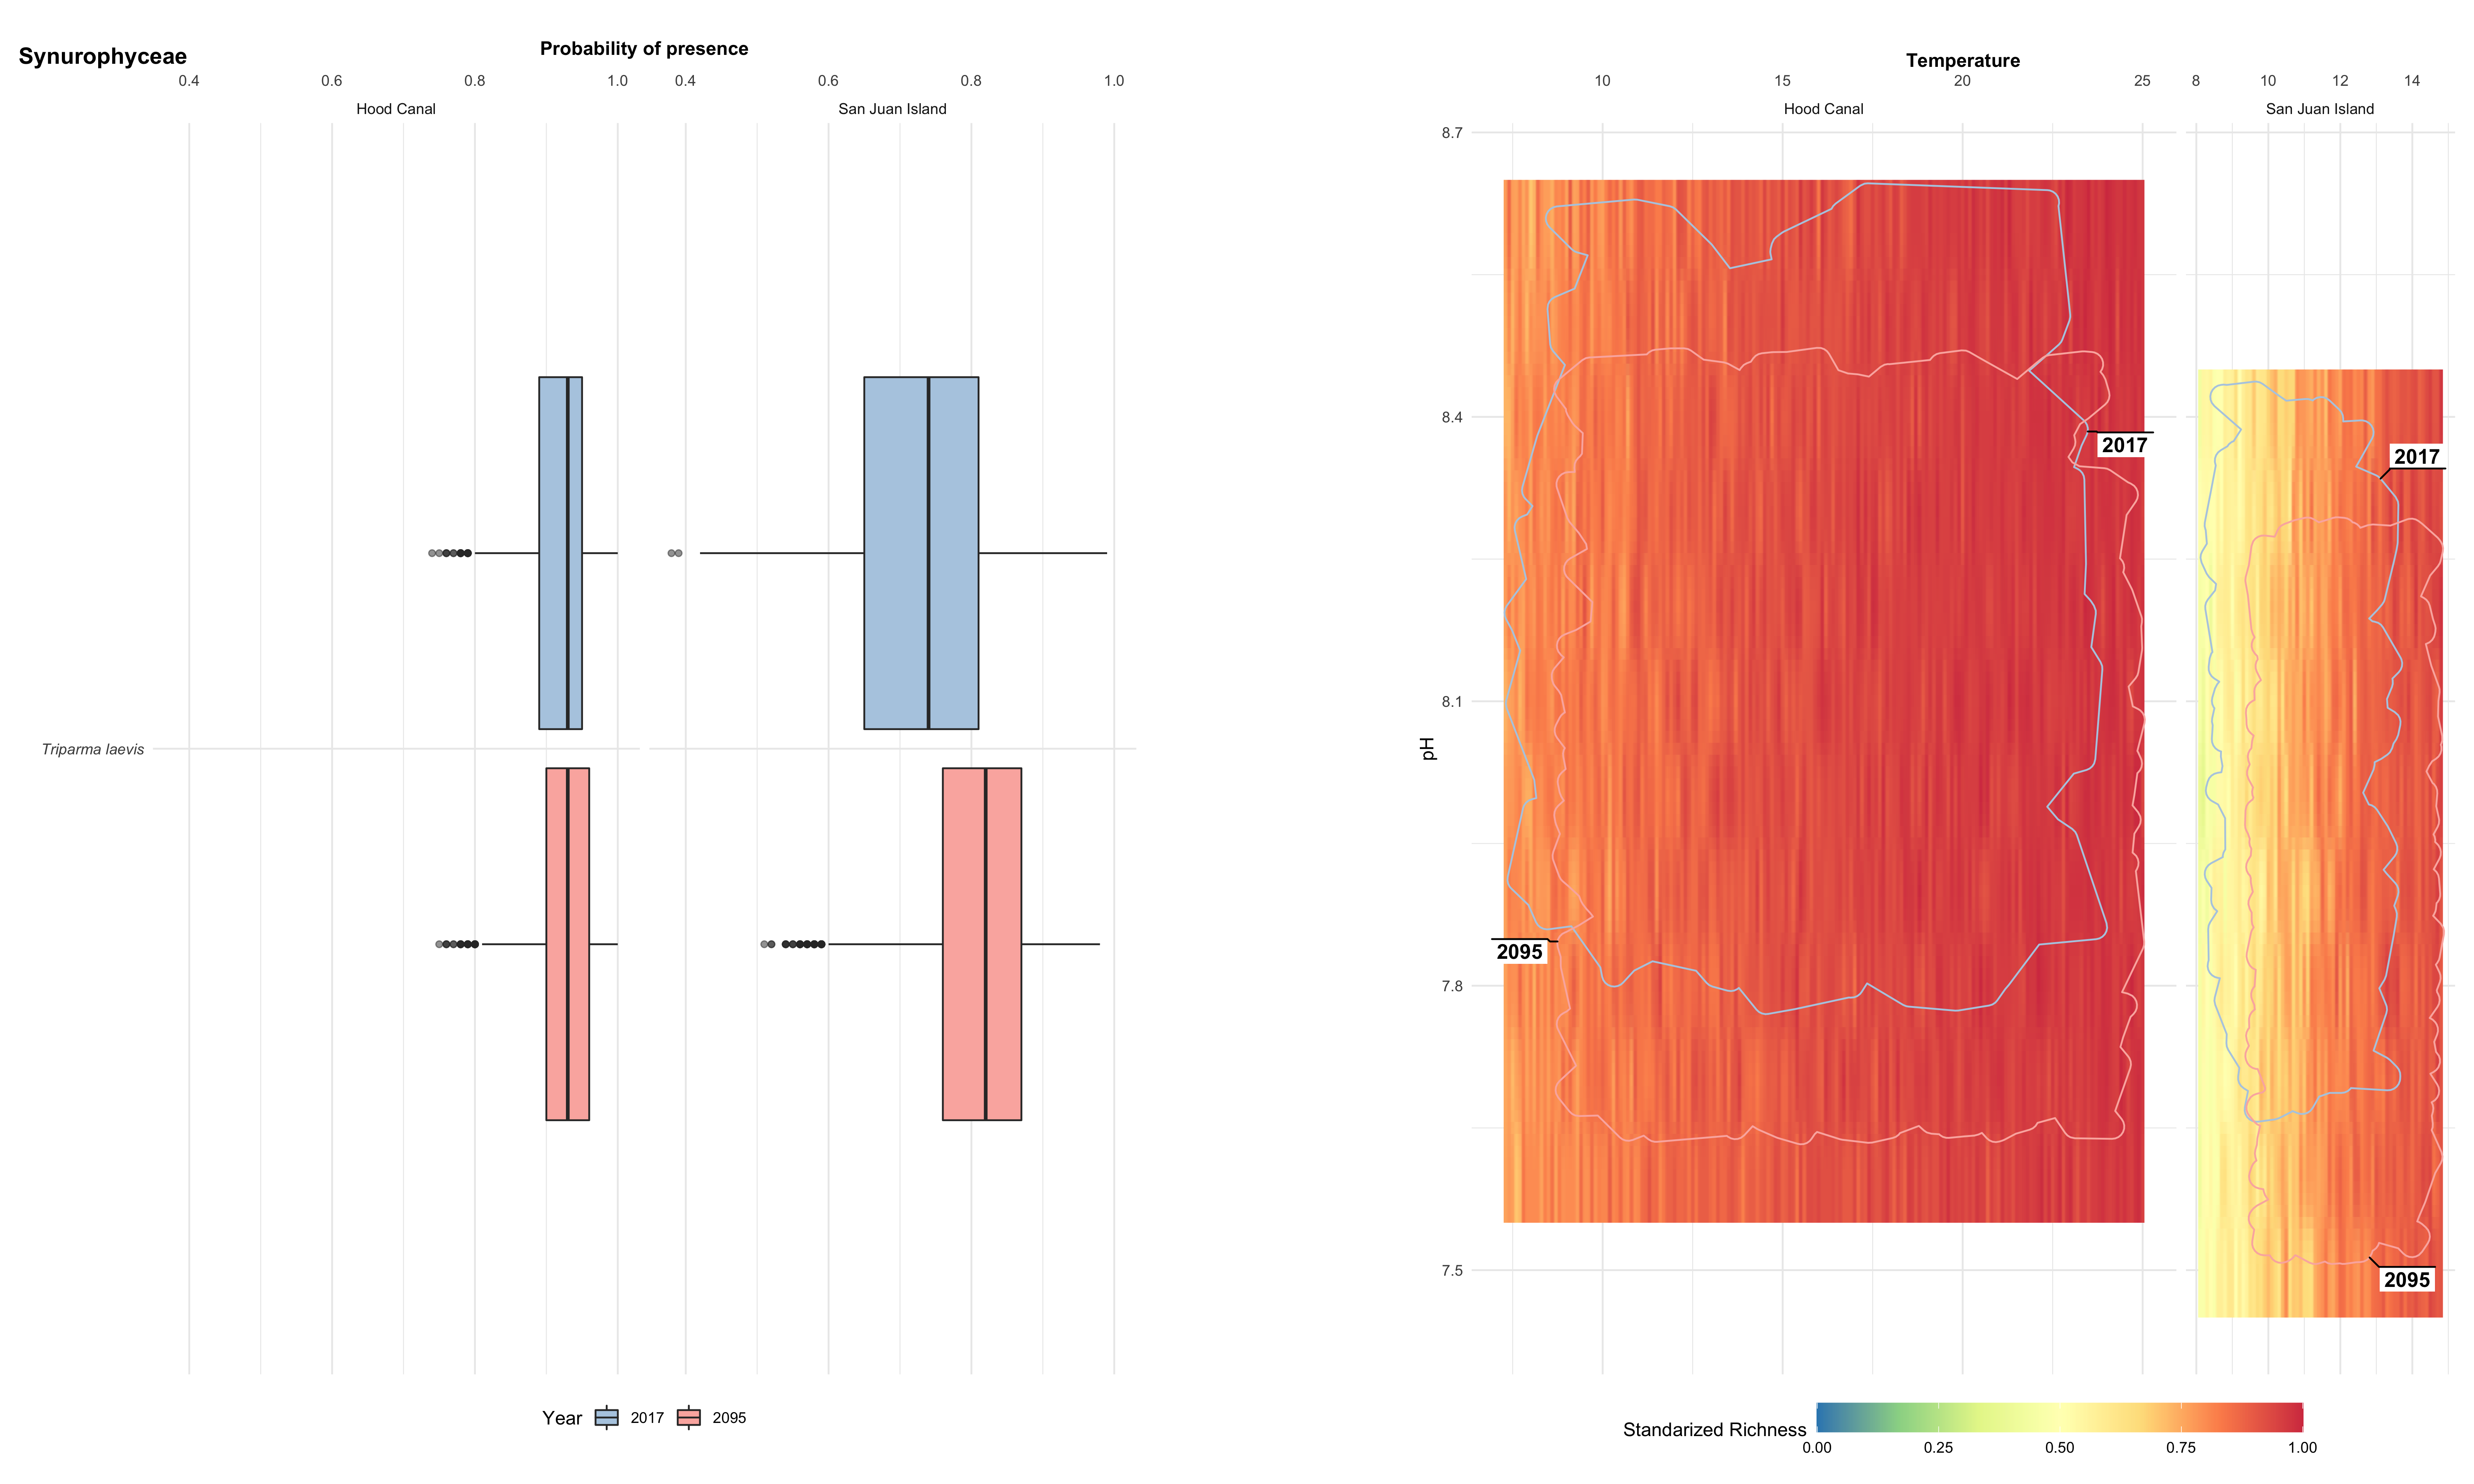 Synurophyceae
Probability of presence
0.4 0.6 0.8 1.0 0.4 0.6 0.8 1.0
Hood Canal San Juan Island
Triparma laevis
Year 2017 2095
Temperature
10 15 20 25 8 10 12 14
Hood Canal San Juan Island
8.7
8.4
8.1
7.8
7.5
pH
2017
2017
2095
2095
Standarized Richness
0.00 0.25 0.50 0.75 1.00